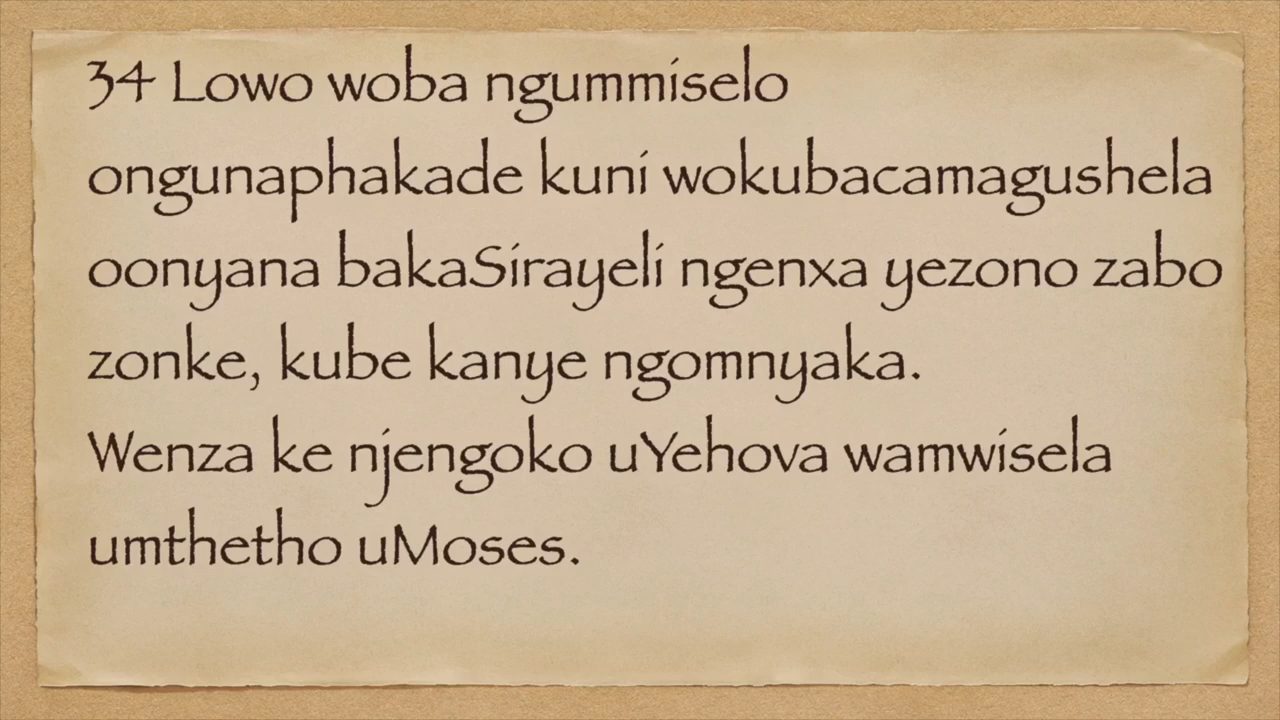 34 Lowo woba ngummiselo
ongunaphakade kuni wokubacamagushela
oonyana bakaSirayeli ngenxa yezono zabo
zonke, kube kanye ngomnyaka.
Wenza ke njengoko uYehova wamwisela
umthetho uMoses.